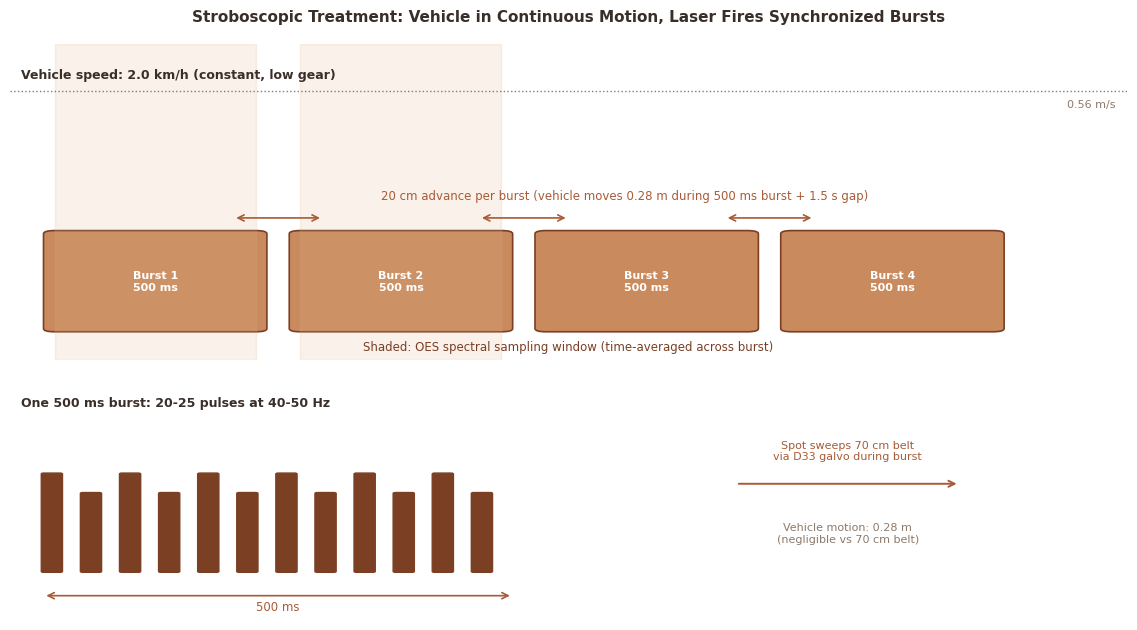 Stroboscopic Treatment: Vehicle in Continuous Motion, Laser Fires Synchronized Bursts
Vehicle speed: 2.0 km/h (constant, low gear)
0.56 m/s
20 cm advance per burst (vehicle moves 0.28 m during 500 ms burst + 1.5 s gap)
Burst 1
500 ms
Burst 2
500 ms
Burst 3
500 ms
Burst 4
500 ms
Shaded: OES spectral sampling window (time-averaged across burst)
One 500 ms burst: 20-25 pulses at 40-50 Hz
Spot sweeps 70 cm belt
via D33 galvo during burst
Vehicle motion: 0.28 m
(negligible vs 70 cm belt)
500 ms